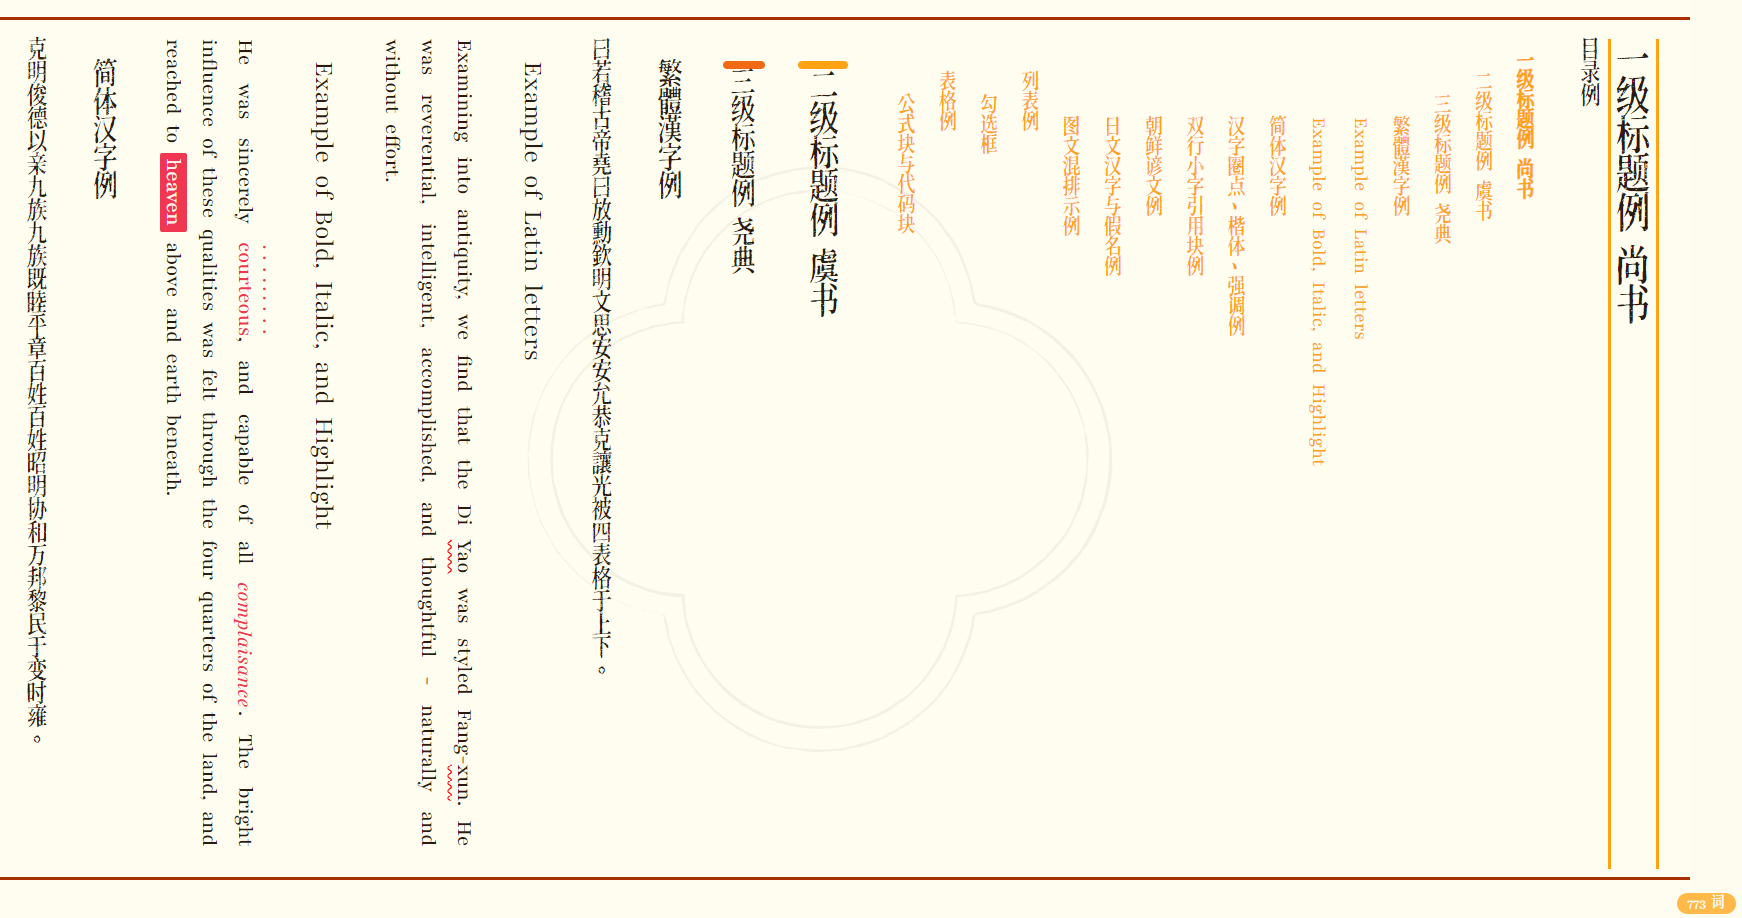 一级标题例 尚书
目录例
一级标题例 尚书
二级标题例 虞书
三级标题例 尧典
繁體漢字例
Example of Latin letters
Example of Bold, Italic, and Highlight
简体汉字例
汉字圈点、楷体、强调例
双行小字引用块例
朝鲜谚文例
日文汉字与假名例
图文混排示例
列表例
勾选框
表格例
公式块与代码块
二级标题例 虞书
三级标题例 尧典
繁體漢字例
曰若稽古帝堯曰放勳欽明文思安安允恭克讓光被四表格于上下。
Example of Latin letters
Examining into antiquity, we find that the Di Yao was styled Fang-xun. He
was reverential, intelligent, accomplished, and thoughtful - naturally and
without effort.
Example of Bold, Italic, and Highlight
He was sincerely courteous, and capable of all complaisance. The bright
influence of these qualities was felt through the four quarters of the land, and
reached to heaven above and earth beneath.
简体汉字例
克明俊德以亲九族九族既睦平章百姓百姓昭明协和万邦黎民于变时雍。
773 词